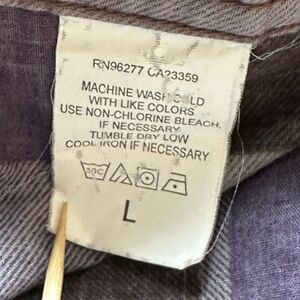 RN96277 CA23359
MACHINE WASH COLD
WITH LIKE COLORS
USE NON-CHLORINE BLEACH,
IF NECESSARY
TUMBLE DRY LOW
COOL IRON IF NECESSARY
30C
L